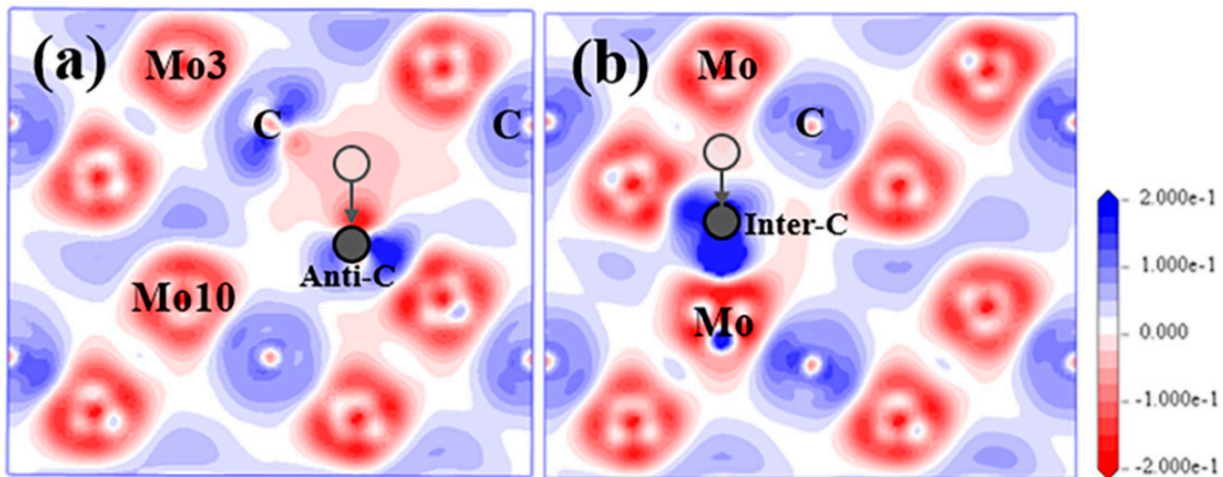 (a)
Mo3
C
C
Anti-C
Mo10
(b)
Mo
C
Inter-C
Mo
2.000e-1
1.000e-1
0.000
-1.000e-1
-2.000e-1